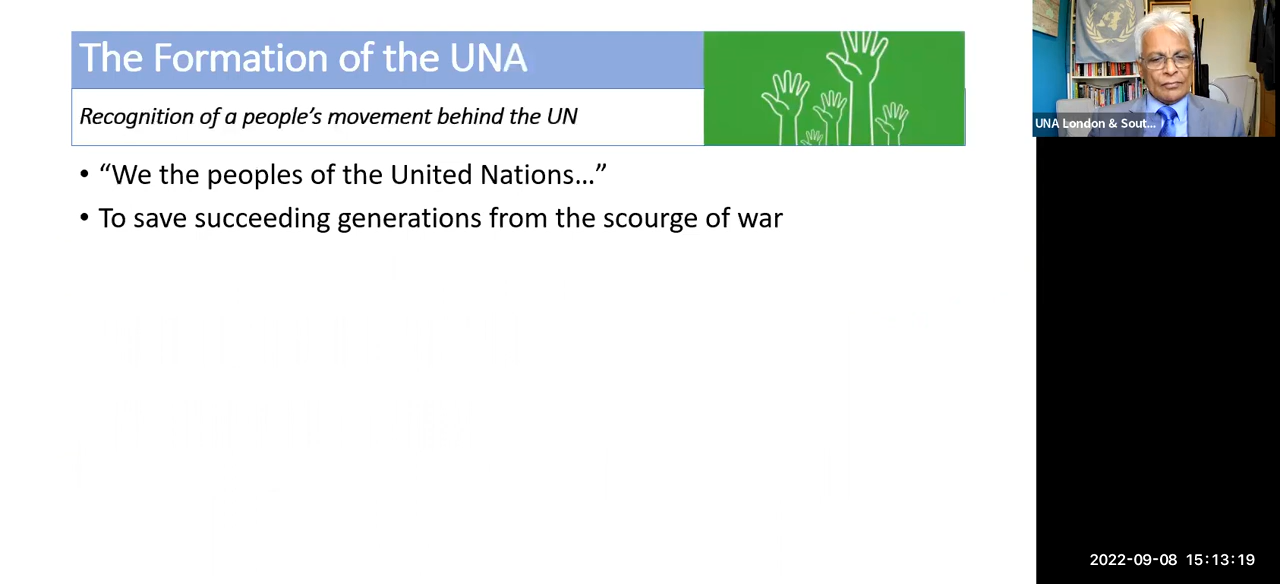 The Formation of the UNA
Recognition of a people’s movement behind the UN
• “We the peoples of the United Nations…”
• To save succeeding generations from the scourge of war
UNA London & Sout...
2022-09-08 15:13:19